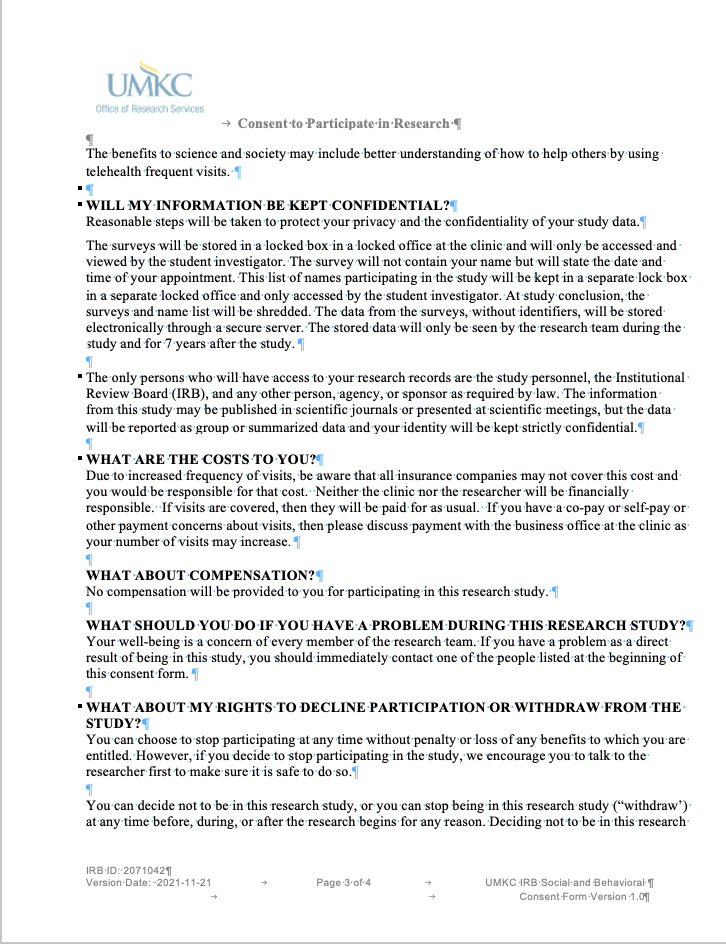 UMKC
Office of Research Services
→ Consent to Participate in Research ¶
¶
The benefits to science and society may include better understanding of how to help others by using
telehealth frequent visits. ¶
¶
WILL MY INFORMATION BE KEPT CONFIDENTIAL?¶
Reasonable steps will be taken to protect your privacy and the confidentiality of your study data.¶
The surveys will be stored in a locked box in a locked office at the clinic and will only be accessed and
viewed by the student investigator. The survey will not contain your name but will state the date and
time of your appointment. This list of names participating in the study will be kept in a separate lock box
in a separate locked office and only accessed by the student investigator. At study conclusion, the
surveys and name list will be shredded. The data from the surveys, without identifiers, will be stored
electronically through a secure server. The stored data will only be seen by the research team during the
study and for 7 years after the study. ¶
¶
The only persons who will have access to your research records are the study personnel, the Institutional
Review Board (IRB), and any other person, agency, or sponsor as required by law. The information
from this study may be published in scientific journals or presented at scientific meetings, but the data
will be reported as group or summarized data and your identity will be kept strictly confidential.¶
¶
WHAT ARE THE COSTS TO YOU?¶
Due to increased frequency of visits, be aware that all insurance companies may not cover this cost and
you would be responsible for that cost.  Neither the clinic nor the researcher will be financially
responsible.  If visits are covered, then they will be paid for as usual.  If you have a co-pay or self-pay or
other payment concerns about visits, then please discuss payment with the business office at the clinic as
your number of visits may increase. ¶
¶
WHAT ABOUT COMPENSATION?¶
No compensation will be provided to you for participating in this research study. ¶
¶
WHAT SHOULD YOU DO IF YOU HAVE A PROBLEM DURING THIS RESEARCH STUDY?¶
Your well-being is a concern of every member of the research team.  If you have a problem as a direct
result of being in this study, you should immediately contact one of the people listed at the beginning of
this consent form. ¶
¶
WHAT ABOUT MY RIGHTS TO DECLINE PARTICIPATION OR WITHDRAW FROM THE
STUDY?¶
You can choose to stop participating at any time without penalty or loss of any benefits to which you are
entitled. However, if you decide to stop participating in the study, we encourage you to talk to the
researcher first to make sure it is safe to do so.¶
¶
You can decide not to be in this research study, or you can stop being in this research study (“withdraw’)
at any time before, during, or after the research begins for any reason. Deciding not to be in this research
IRB ID: 2071042¶
Version Date:  2021-11-21 → Page 3 of 4 → UMKC IRB Social and Behavioral ¶
→ → Consent Form Version 1.0¶